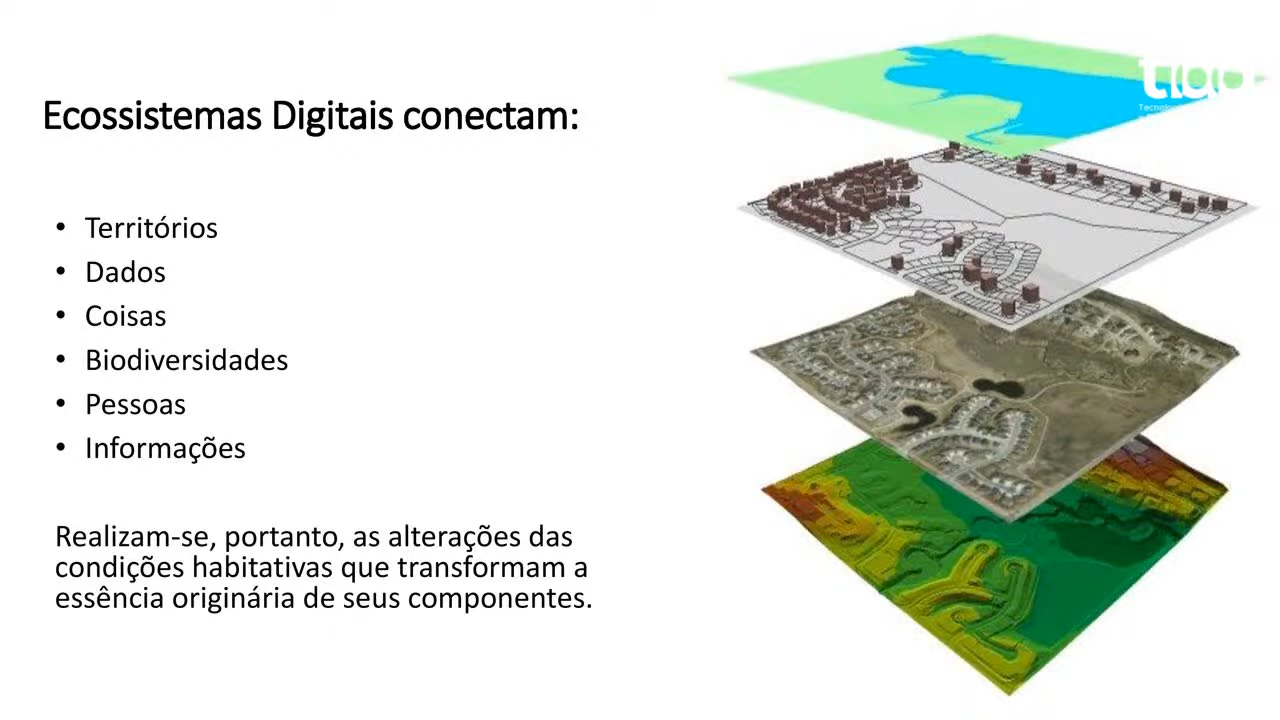 Ecossistemas Digitais conectam:
• Territórios
• Dados
• Coisas
• Biodiversidades
• Pessoas
• Informações
Realizam-se, portanto, as alterações das
condições habitativas que transformam a
essência originária de seus componentes.